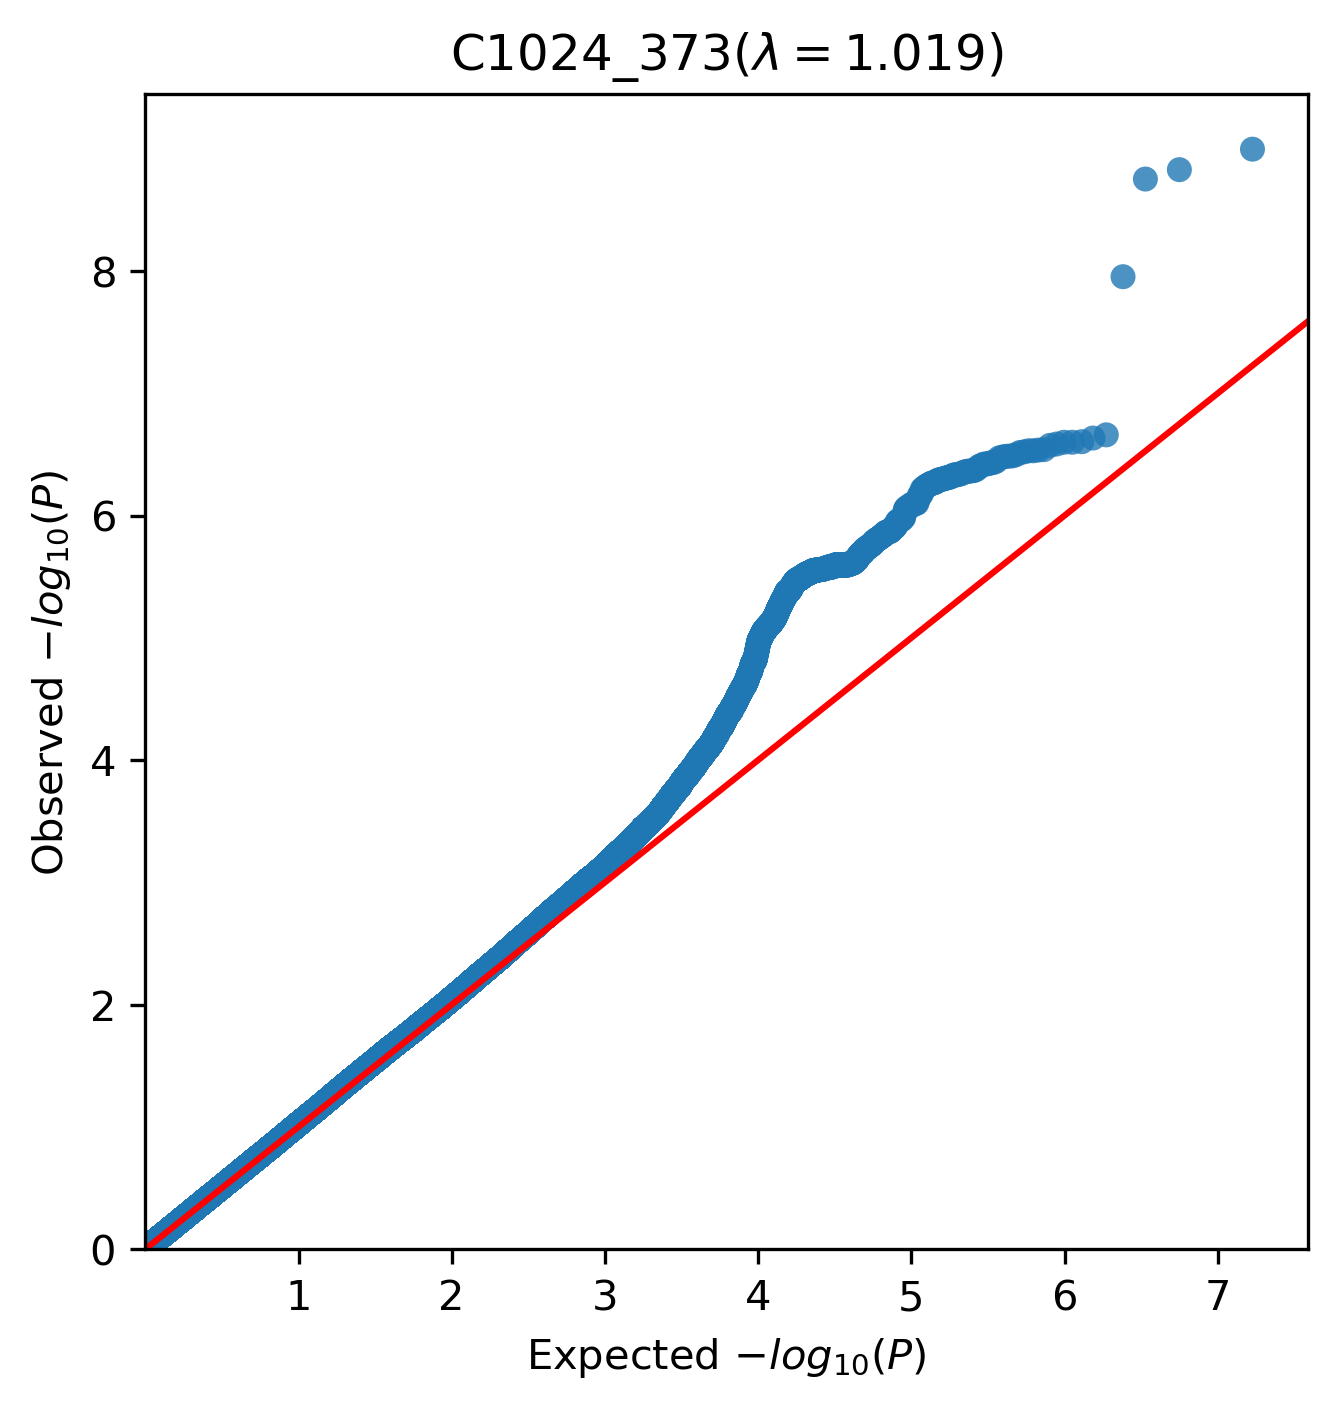 C1024_373(λ = 1.019)
Observed −log₁₀(P)
8
6
4
2
0
1 2 3 4 5 6 7
Expected −log₁₀(P)